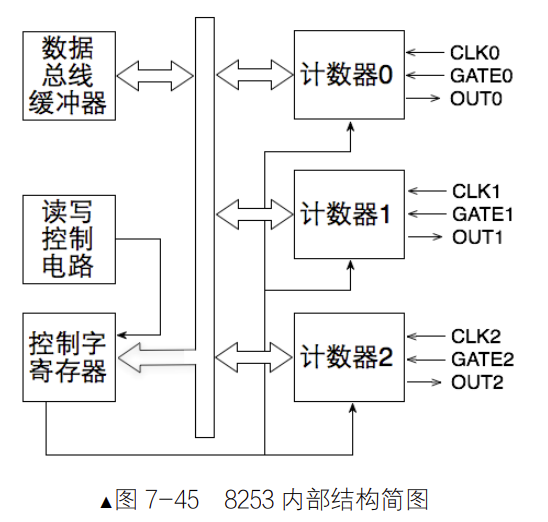 数据
总线
缓冲器
计数器0
CLK0
GATE0
OUT0
读写
控制
电路
计数器1
CLK1
GATE1
OUT1
控制字
寄存器
计数器2
CLK2
GATE2
OUT2
▲图 7-45 8253 内部结构简图